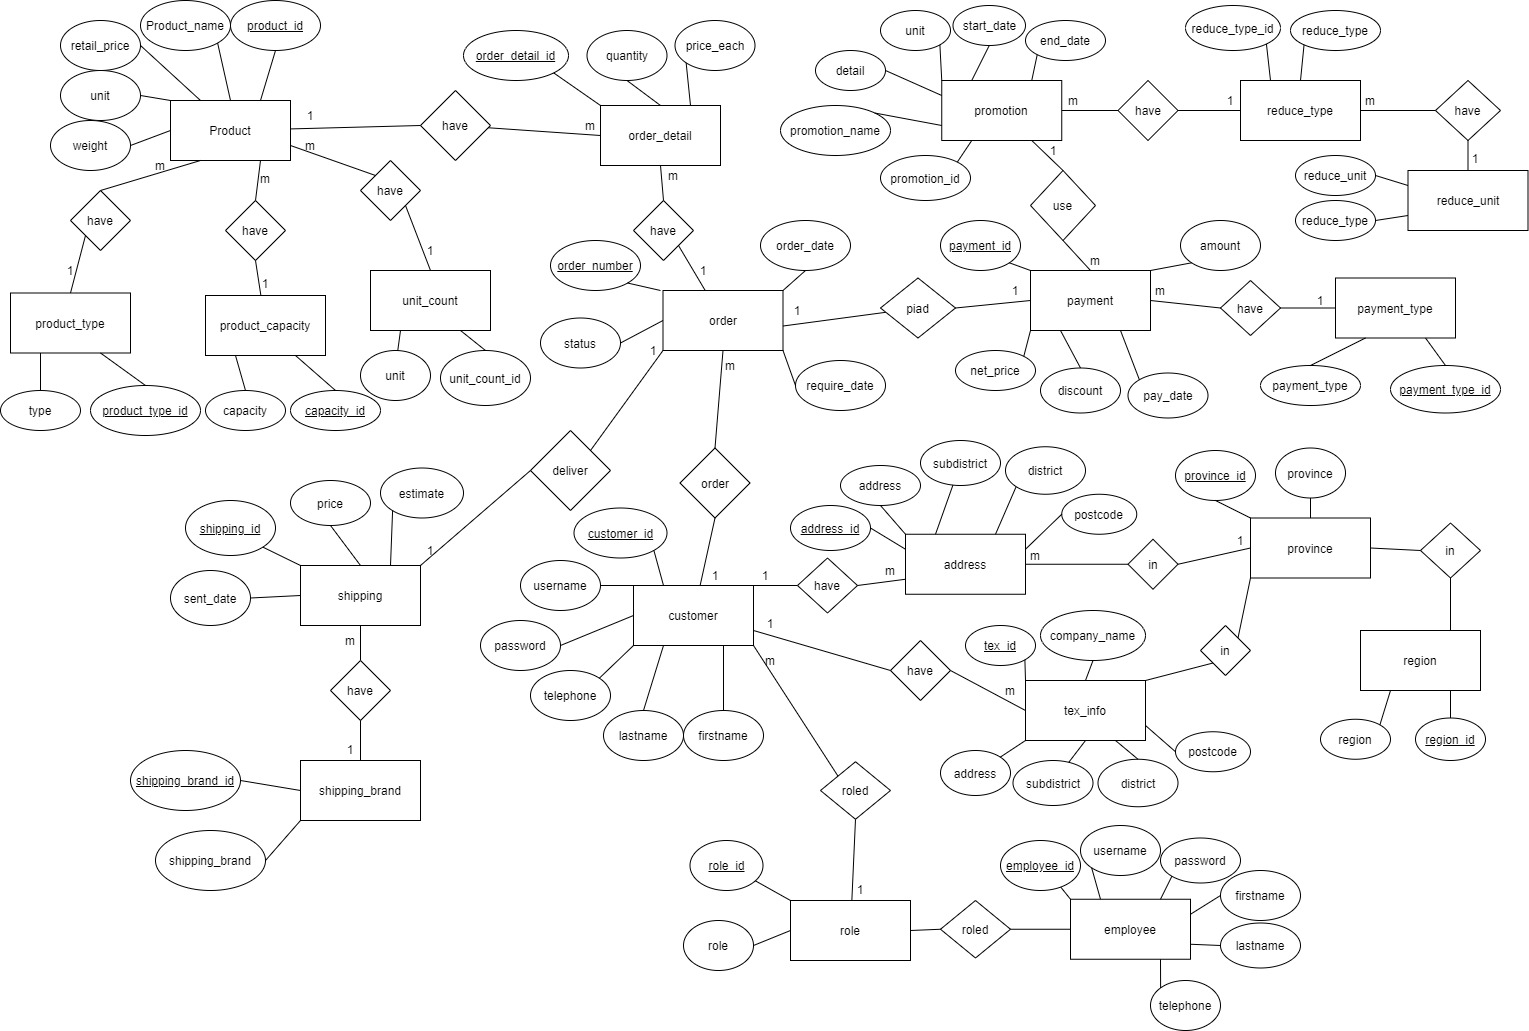 Product_name
product_id
retail_price
unit
weight
Product
1
have
m
order_detail_id
quantity
price_each
order_detail
unit
start_date
end_date
detail
promotion_name
promotion
promotion_id
m
have
1
reduce_type_id
reduce_type
reduce_type
m
have
1
reduce_unit
reduce_type
reduce_unit
m
have
1
m
have
1
m
have
1
product_type
type
product_type_id
product_capacity
capacity
capacity_id
unit_count
unit
unit_count_id
m
have
1
order_number
order_date
status
order
require_date
1
piad
1
1
use
m
payment_id
amount
payment
net_price
discount
pay_date
m
have
1
payment_type
payment_type
payment_type_id
1
deliver
1
m
order
1
shipping_id
price
estimate
sent_date
shipping
m
have
1
shipping_brand_id
shipping_brand
shipping_brand
customer_id
username
password
telephone
lastname
firstname
customer
1
have
m
address_id
address
subdistrict
district
postcode
address
m
in
1
province_id
province
province
in
region
region
region_id
in
1
have
m
tex_id
company_name
tex_info
address
subdistrict
district
postcode
m
roled
1
role_id
role
role
roled
employee_id
username
password
firstname
lastname
telephone
employee